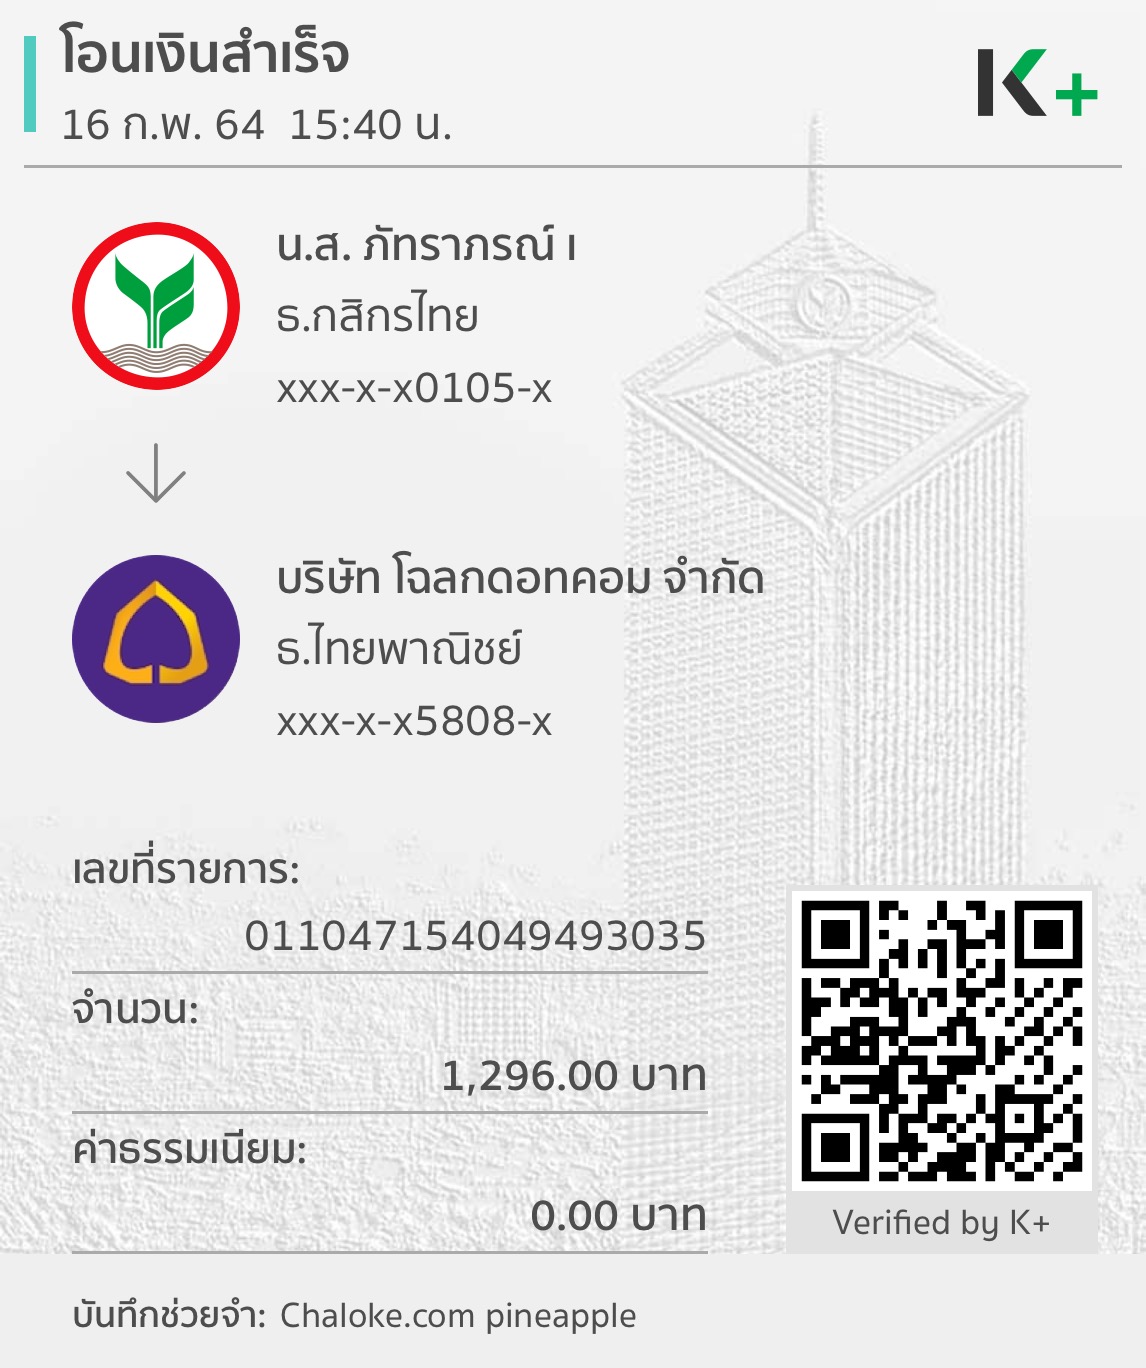 โอนเงินสำเร็จ
16 ก.พ. 64  15:40 น.
K+
น.ส. ภัทราภรณ์ เ
ธ.กสิกรไทย
xxx-x-x0105-x
บริษัท โฉลกดอทคอม จำกัด
ธ.ไทยพาณิชย์
xxx-x-x5808-x
เลขที่รายการ:
011047154049493035
จำนวน:
1,296.00 บาท
ค่าธรรมเนียม:
0.00 บาท
Verified by K+
บันทึกช่วยจำ: Chaloke.com pineapple